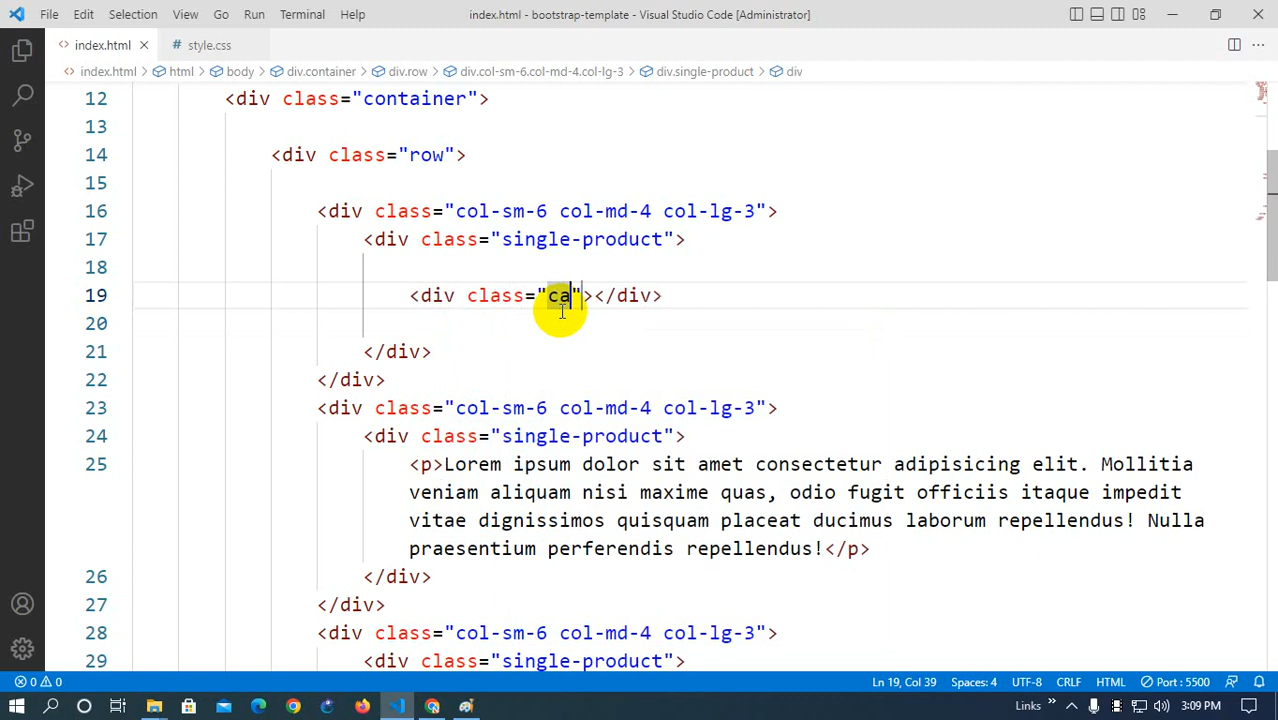 File Edit Selection View Go Run Terminal Help index.html - bootstrap-template - Visual Studio Code [Administrator]
<> index.html × # style.css
<> index.html > html > body > div.container > div.row > div.col-sm-6.col-md-4.col-lg-3 > div.single-product > div
12 <div class="container">
13
14 <div class="row">
15
16 <div class="col-sm-6 col-md-4 col-lg-3">
17 <div class="single-product">
18
19 <div class="ca"></div>
20
21 </div>
22 </div>
23 <div class="col-sm-6 col-md-4 col-lg-3">
24 <div class="single-product">
25 <p>Lorem ipsum dolor sit amet consectetur adipisicing elit. Mollitia
veniam aliquam nisi maxime quas, odio fugit officiis itaque impedit
vitae dignissimos quisquam placeat ducimus laborum repellendus! Nulla
praesentium perferendis repellendus!</p>
26 </div>
27 </div>
28 <div class="col-sm-6 col-md-4 col-lg-3">
29 <div class="single-product">
0 0 Ln 19, Col 39 Spaces: 4 UTF-8 CRLF HTML Port : 5500
Links 3:09 PM